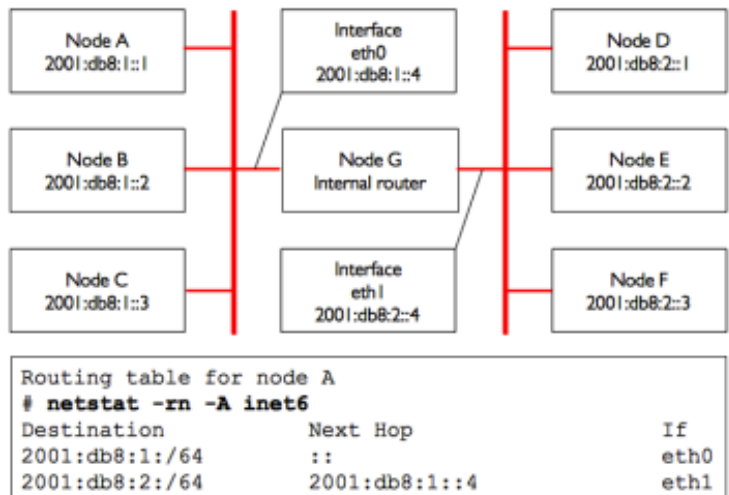 Node A
2001:db8:1::1
Interface
eth0
2001:db8:1::4
Node D
2001:db8:2::1
Node B
2001:db8:1::2
Node G
Internal router
Node E
2001:db8:2::2
Node C
2001:db8:1::3
Interface
eth1
2001:db8:2::4
Node F
2001:db8:2::3
Routing table for node A
# netstat -rn -A inet6
Destination Next Hop If
2001:db8:1:/64 :: eth0
2001:db8:2:/64 2001:db8:1::4 eth1